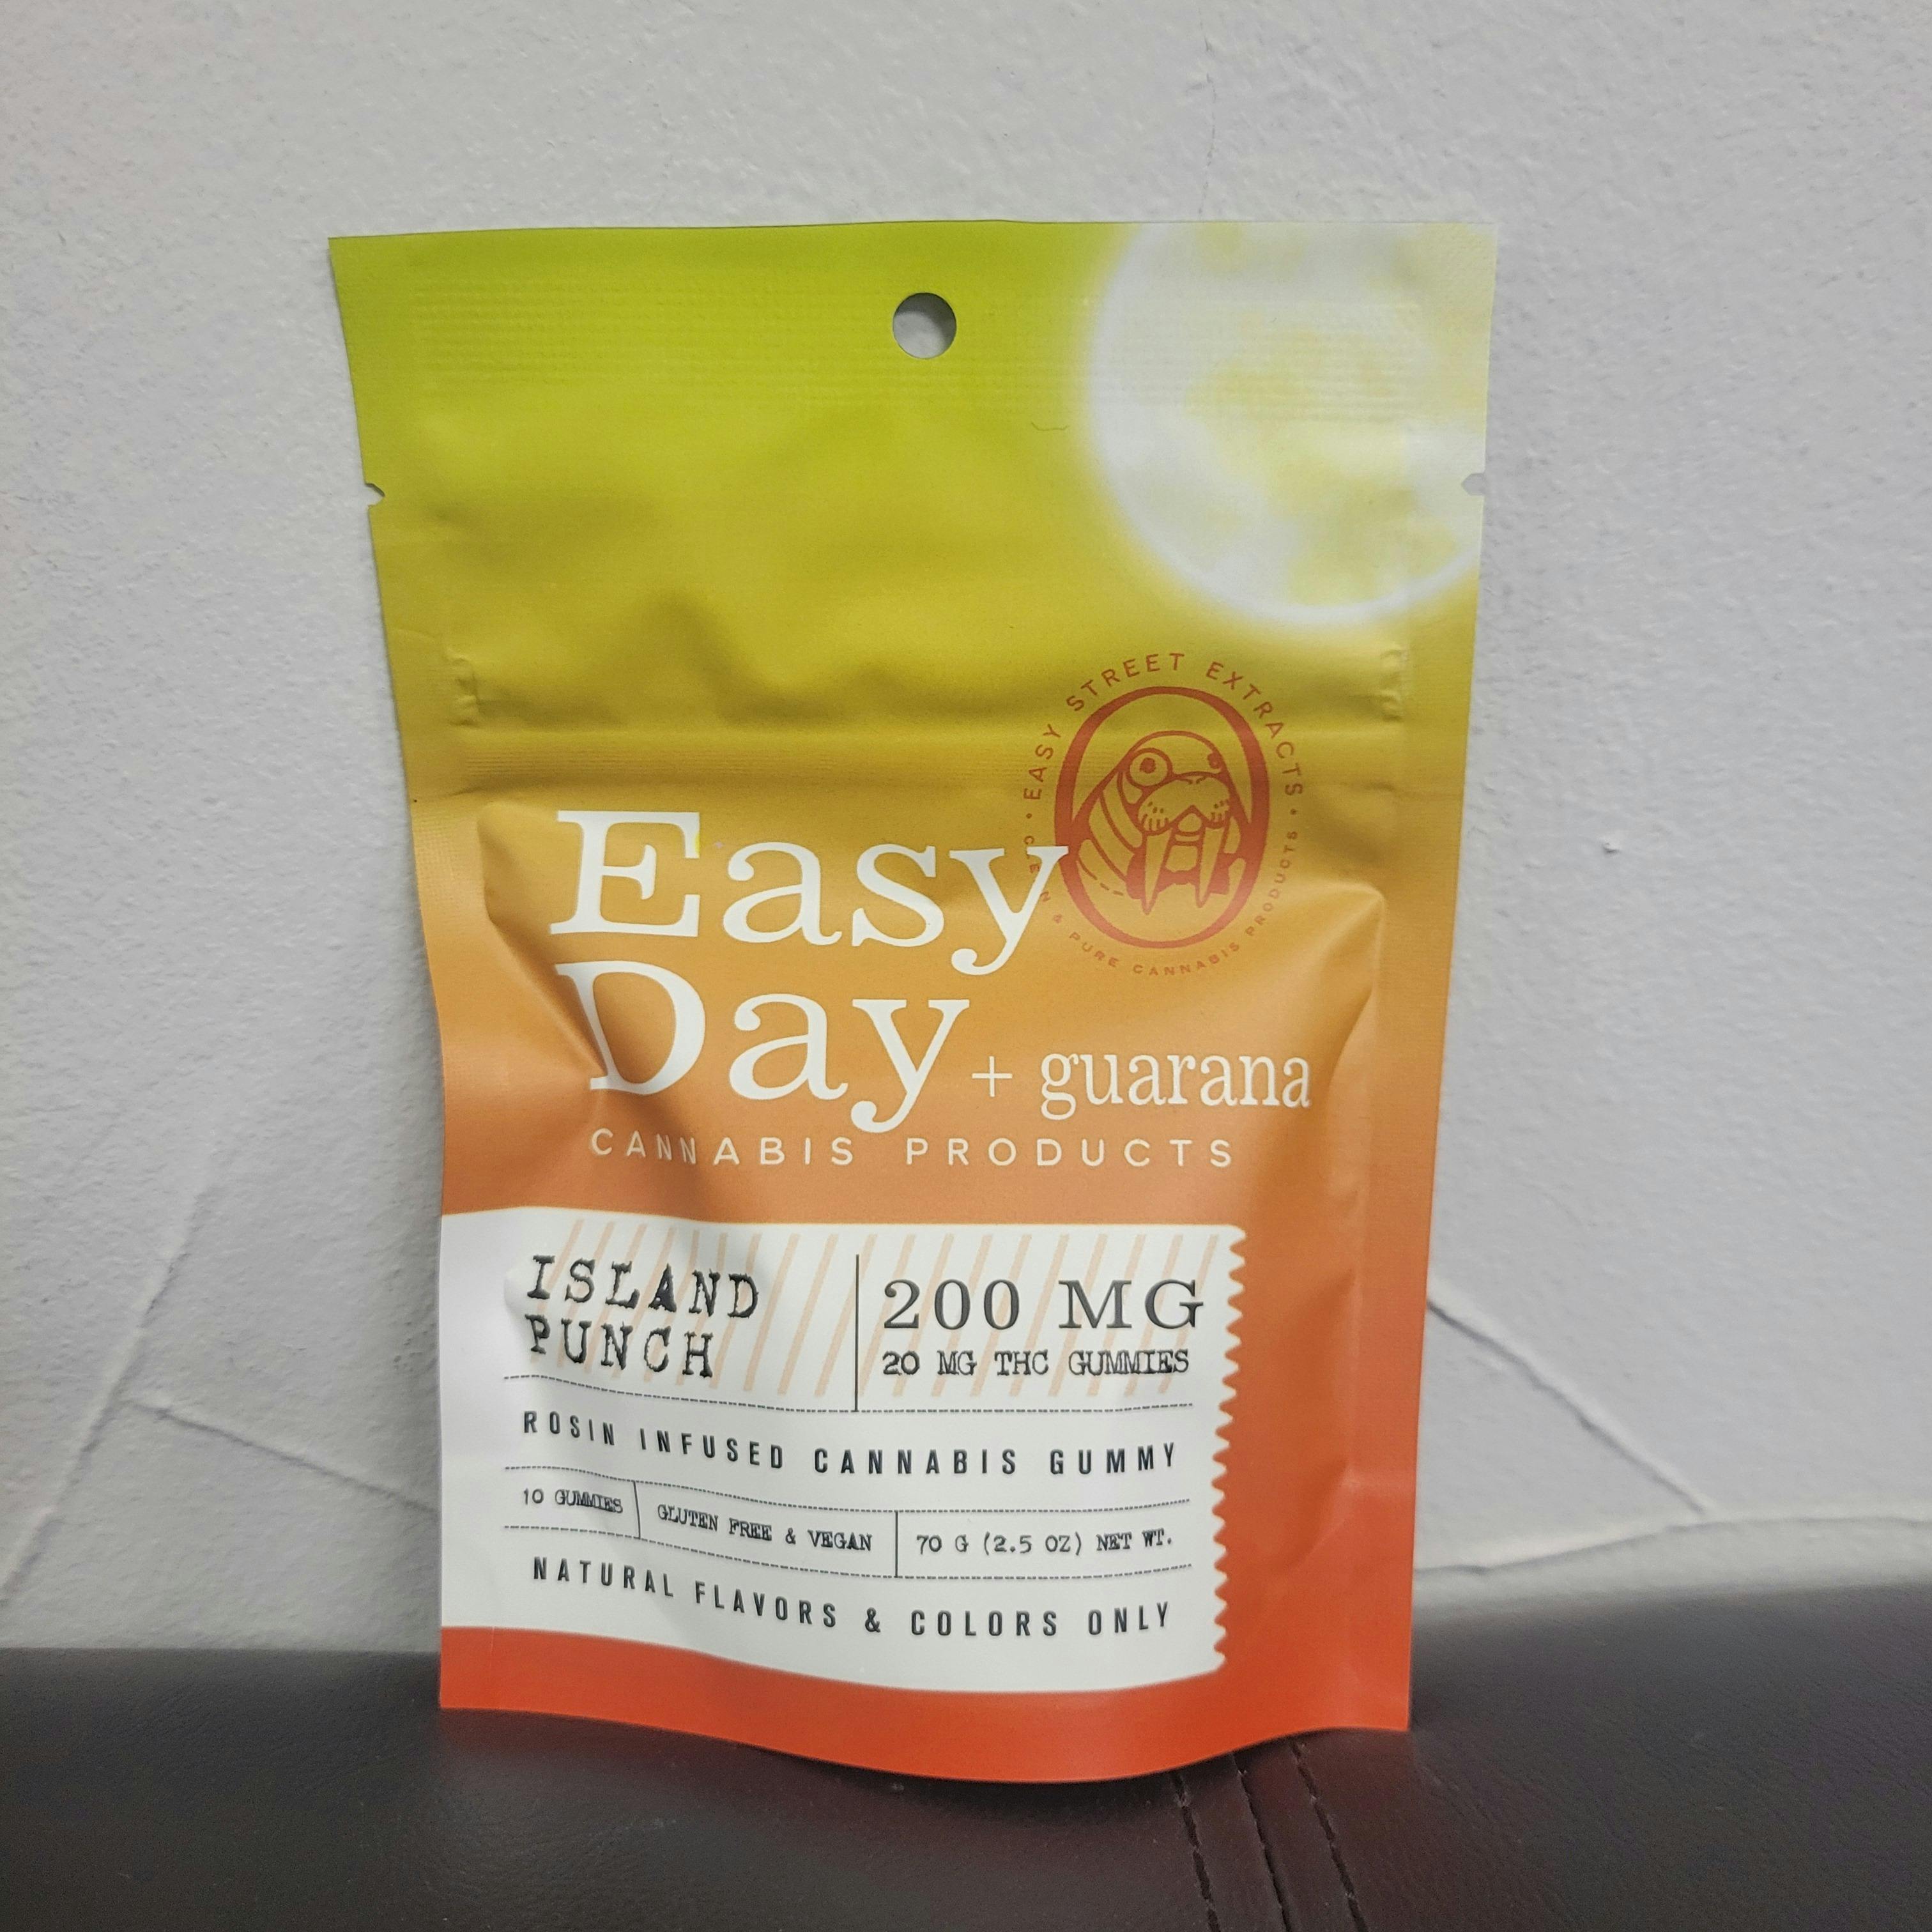 EASY STREET EXTRACTS
CLEAN & PURE CANNABIS PRODUCTS
Easy
Day + guarana
CANNABIS PRODUCTS
ISLAND
PUNCH
200 MG
20 MG THC GUMMIES
ROSIN INFUSED CANNABIS GUMMY
10 GUMMIES
GLUTEN FREE & VEGAN
70 G (2.5 OZ) NET WT.
NATURAL FLAVORS & COLORS ONLY